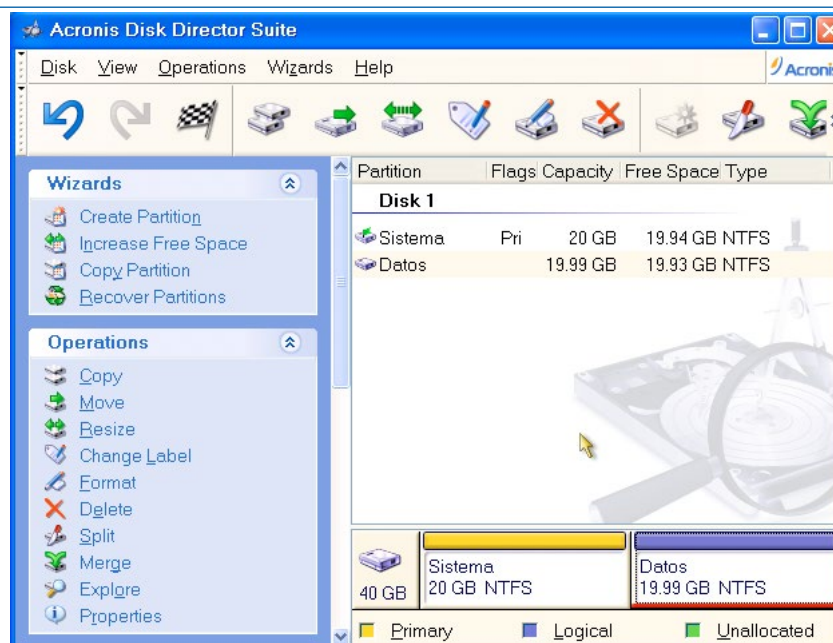 Acronis Disk Director Suite
Disk View Operations Wizards Help
Acronis
Wizards
Create Partition
Increase Free Space
Copy Partition
Recover Partitions
Operations
Copy
Move
Resize
Change Label
Format
Delete
Split
Merge
Explore
Properties
Partition Flags Capacity Free Space Type
Disk 1
Sistema Pri 20 GB 19.94 GB NTFS
Datos 19.99 GB 19.93 GB NTFS
40 GB
Sistema
20 GB NTFS
Datos
19.99 GB NTFS
Primary Logical Unallocated